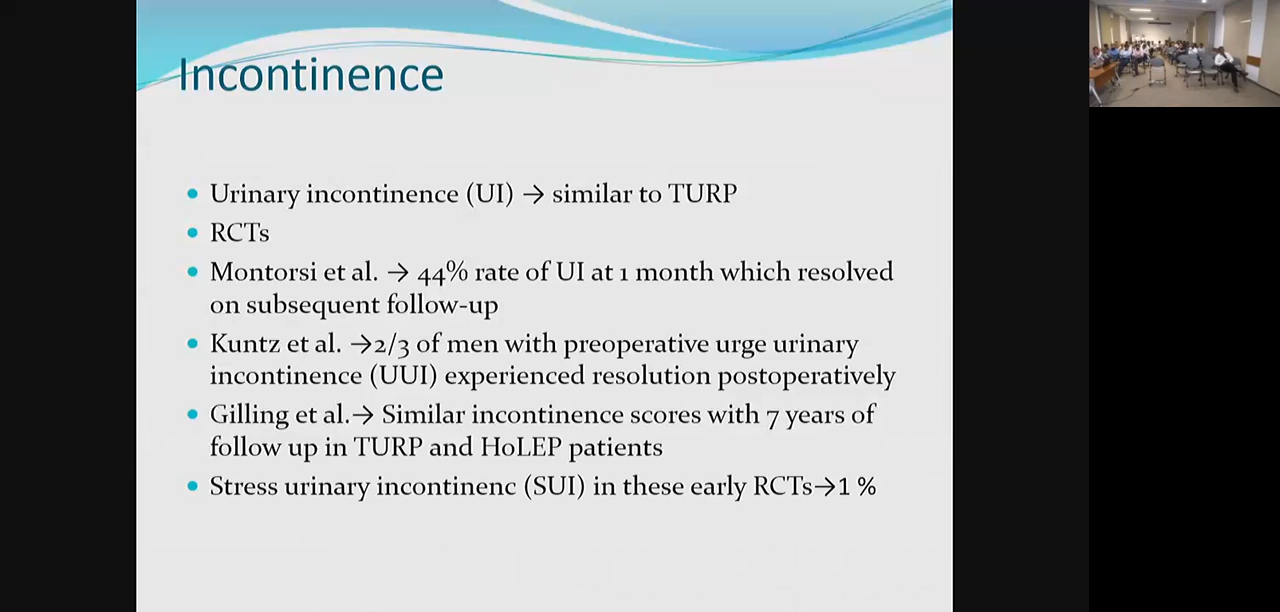 Incontinence
• Urinary incontinence (UI) → similar to TURP
• RCTs
• Montorsi et al. → 44% rate of UI at 1 month which resolved
on subsequent follow-up
• Kuntz et al. →2/3 of men with preoperative urge urinary
incontinence (UUI) experienced resolution postoperatively
• Gilling et al.→ Similar incontinence scores with 7 years of
follow up in TURP and HoLEP patients
• Stress urinary incontinenc (SUI) in these early RCTs→1 %